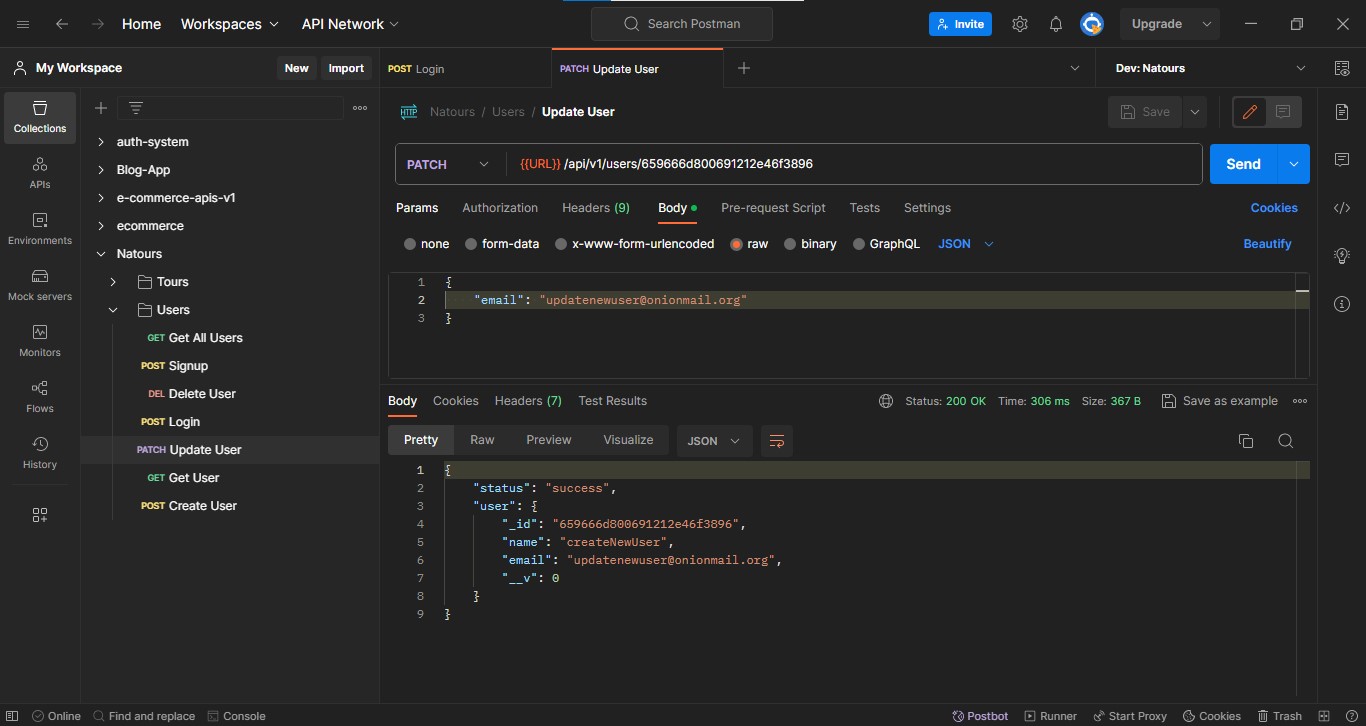 Home Workspaces API Network Search Postman Invite Upgrade
My Workspace New Import POST Login PATCH Update User Dev: Natours
Collections
APIs
Environments
Mock servers
Monitors
Flows
History
auth-system
Blog-App
e-commerce-apis-v1
ecommerce
Natours
Tours
Users
GET Get All Users
POST Signup
DEL Delete User
POST Login
PATCH Update User
GET Get User
POST Create User
HTTP Natours / Users / Update User Save
PATCH {{URL}} /api/v1/users/659666d800691212e46f3896 Send
Params Authorization Headers (9) Body Pre-request Script Tests Settings Cookies
none form-data x-www-form-urlencoded raw binary GraphQL JSON Beautify
1 {
2 "email": "updatenewuser@onionmail.org"
3 }
Body Cookies Headers (7) Test Results Status: 200 OK Time: 306 ms Size: 367 B Save as example
Pretty Raw Preview Visualize JSON
1 {
2 "status": "success",
3 "user": {
4 "_id": "659666d800691212e46f3896",
5 "name": "createNewUser",
6 "email": "updatenewuser@onionmail.org",
7 "__v": 0
8 }
9 }
Online Find and replace Console Postbot Runner Start Proxy Cookies Trash